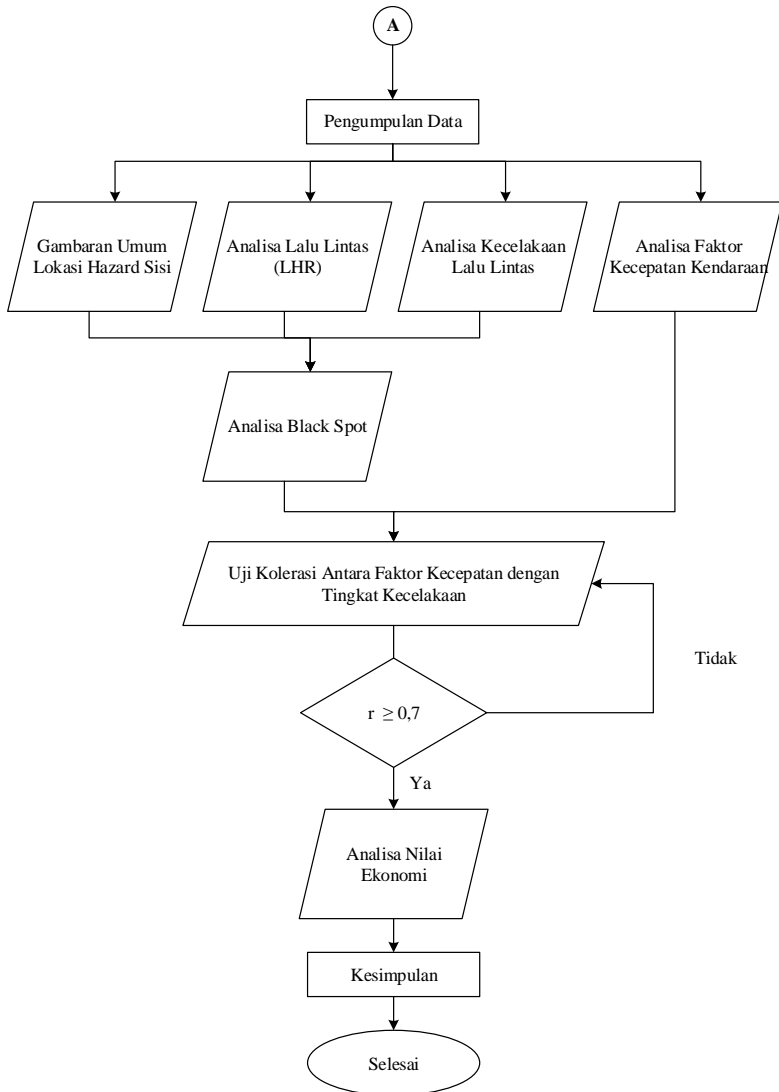 A
Pengumpulan Data
Gambaran Umum
Lokasi Hazard Sisi
Analisa Lalu Lintas
(LHR)
Analisa Kecelakaan
Lalu Lintas
Analisa Faktor
Kecepatan Kendaraan
Analisa Black Spot
Uji Kolerasi Antara Faktor Kecepatan dengan
Tingkat Kecelakaan
Tidak
r ≥ 0,7
Ya
Analisa Nilai
Ekonomi
Kesimpulan
Selesai